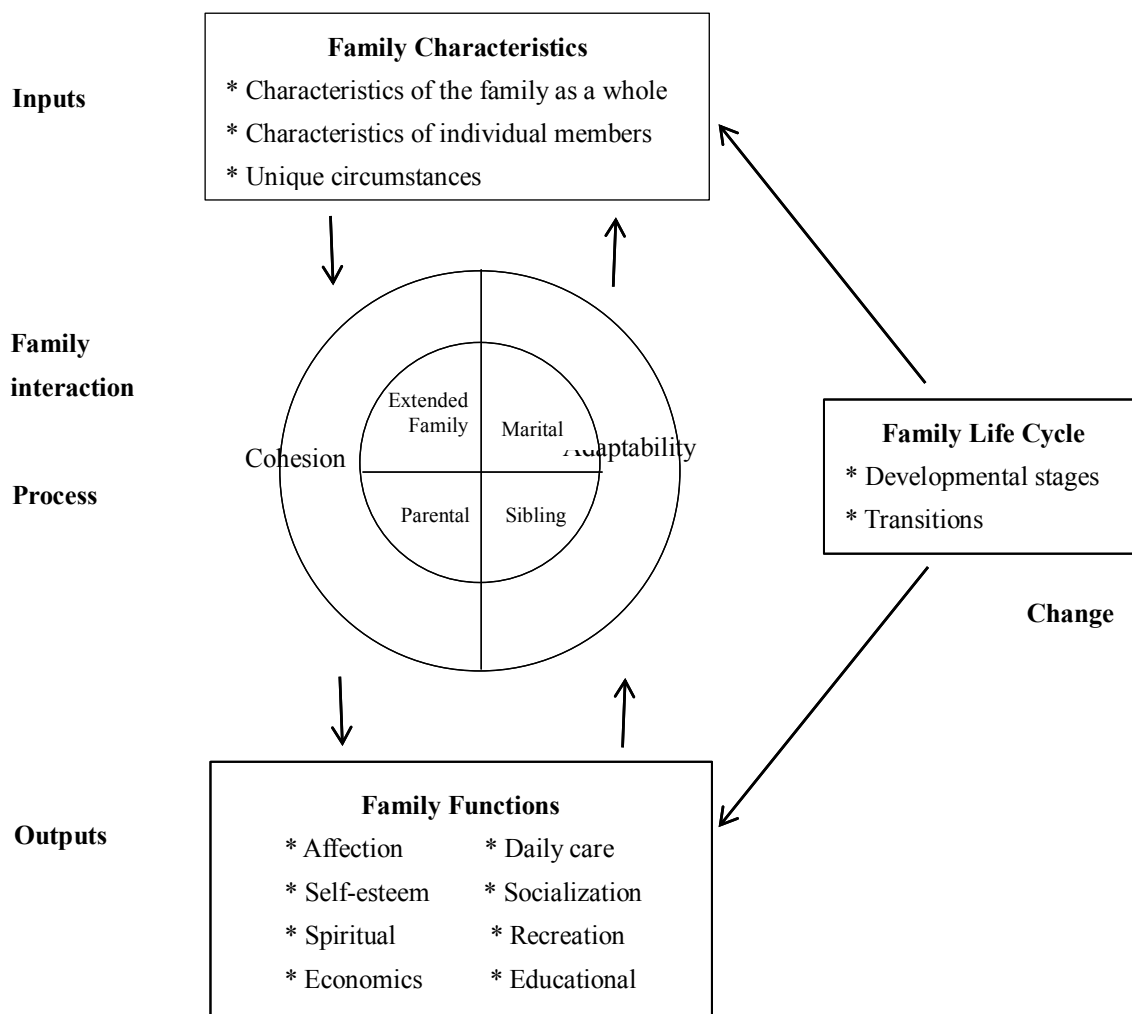 Family Characteristics
* Characteristics of the family as a whole
* Characteristics of individual members
* Unique circumstances
Inputs
Family
interaction
Process
Extended
Family
Marital
Cohesion
Adaptability
Parental
Sibling
Family Life Cycle
* Developmental stages
* Transitions
Change
Outputs
Family Functions
* Affection * Daily care
* Self-esteem * Socialization
* Spiritual * Recreation
* Economics * Educational